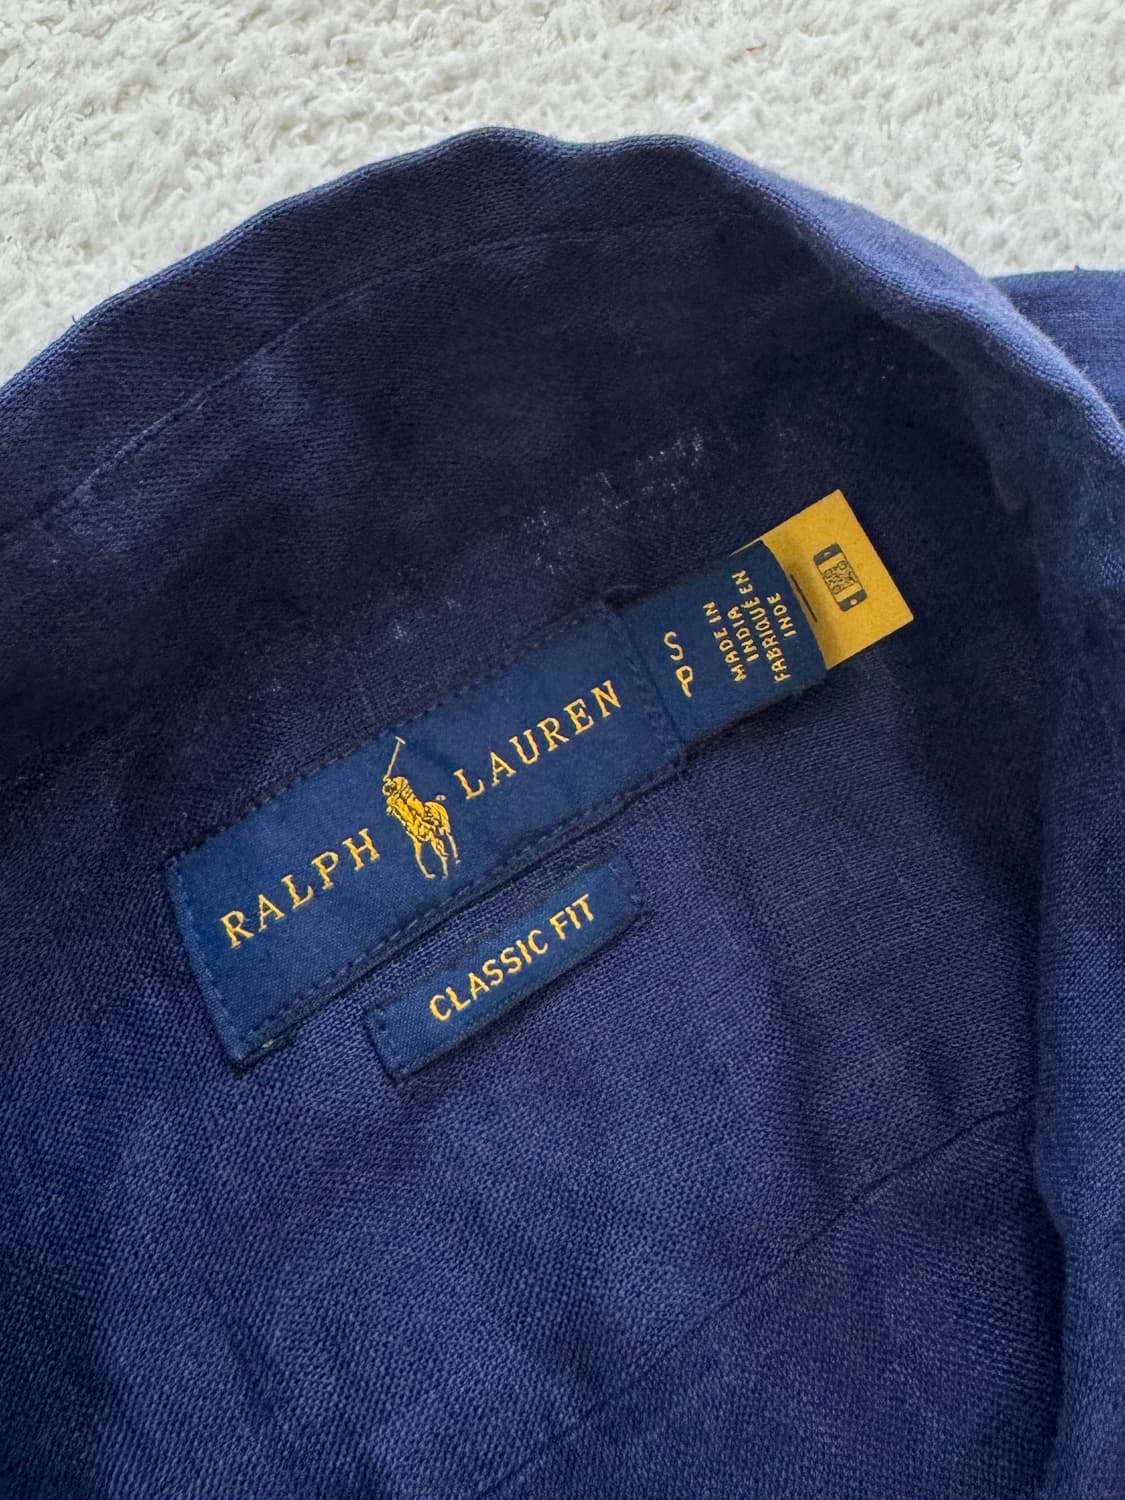 RALPH LAUREN
CLASSIC FIT
S
P
MADE IN
INDIA
FABRIQUÉ EN
INDE